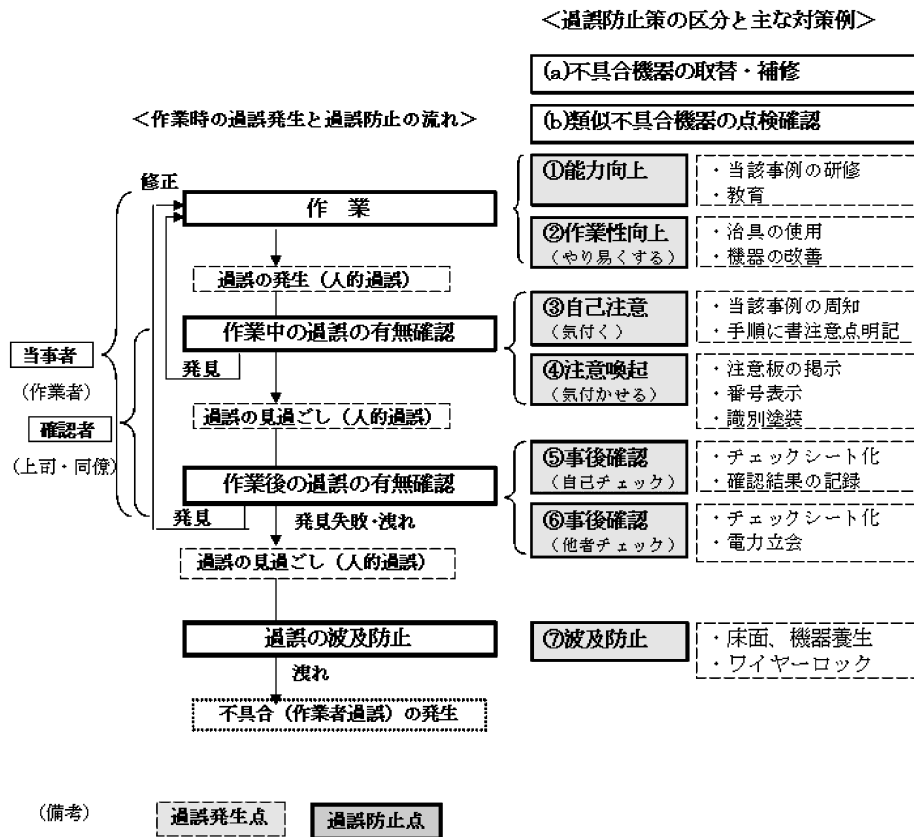 <過誤防止策の区分と主な対策例>
(a)不具合機器の取替・補修
(b)類似不具合機器の点検確認
<作業時の過誤発生と過誤防止の流れ>
修正
作 業
過誤の発生(人的過誤)
作業中の過誤の有無確認
発見
過誤の見過ごし(人的過誤)
作業後の過誤の有無確認
発見
発見失敗・洩れ
過誤の見過ごし(人的過誤)
過誤の波及防止
洩れ
不具合(作業者過誤)の発生
当事者
(作業者)
確認者
(上司・同僚)
①能力向上
・当該事例の研修
・教育
②作業性向上
(やり易くする)
・治具の使用
・機器の改善
③自己注意
(気付く)
・当該事例の周知
・手順に書注意点明記
④注意喚起
(気付かせる)
・注意板の掲示
・番号表示
・識別塗装
⑤事後確認
(自己チェック)
・チェックシート化
・確認結果の記録
⑥事後確認
(他者チェック)
・チェックシート化
・電力立会
⑦波及防止
・床面、機器養生
・ワイヤーロック
(備考)
過誤発生点
過誤防止点